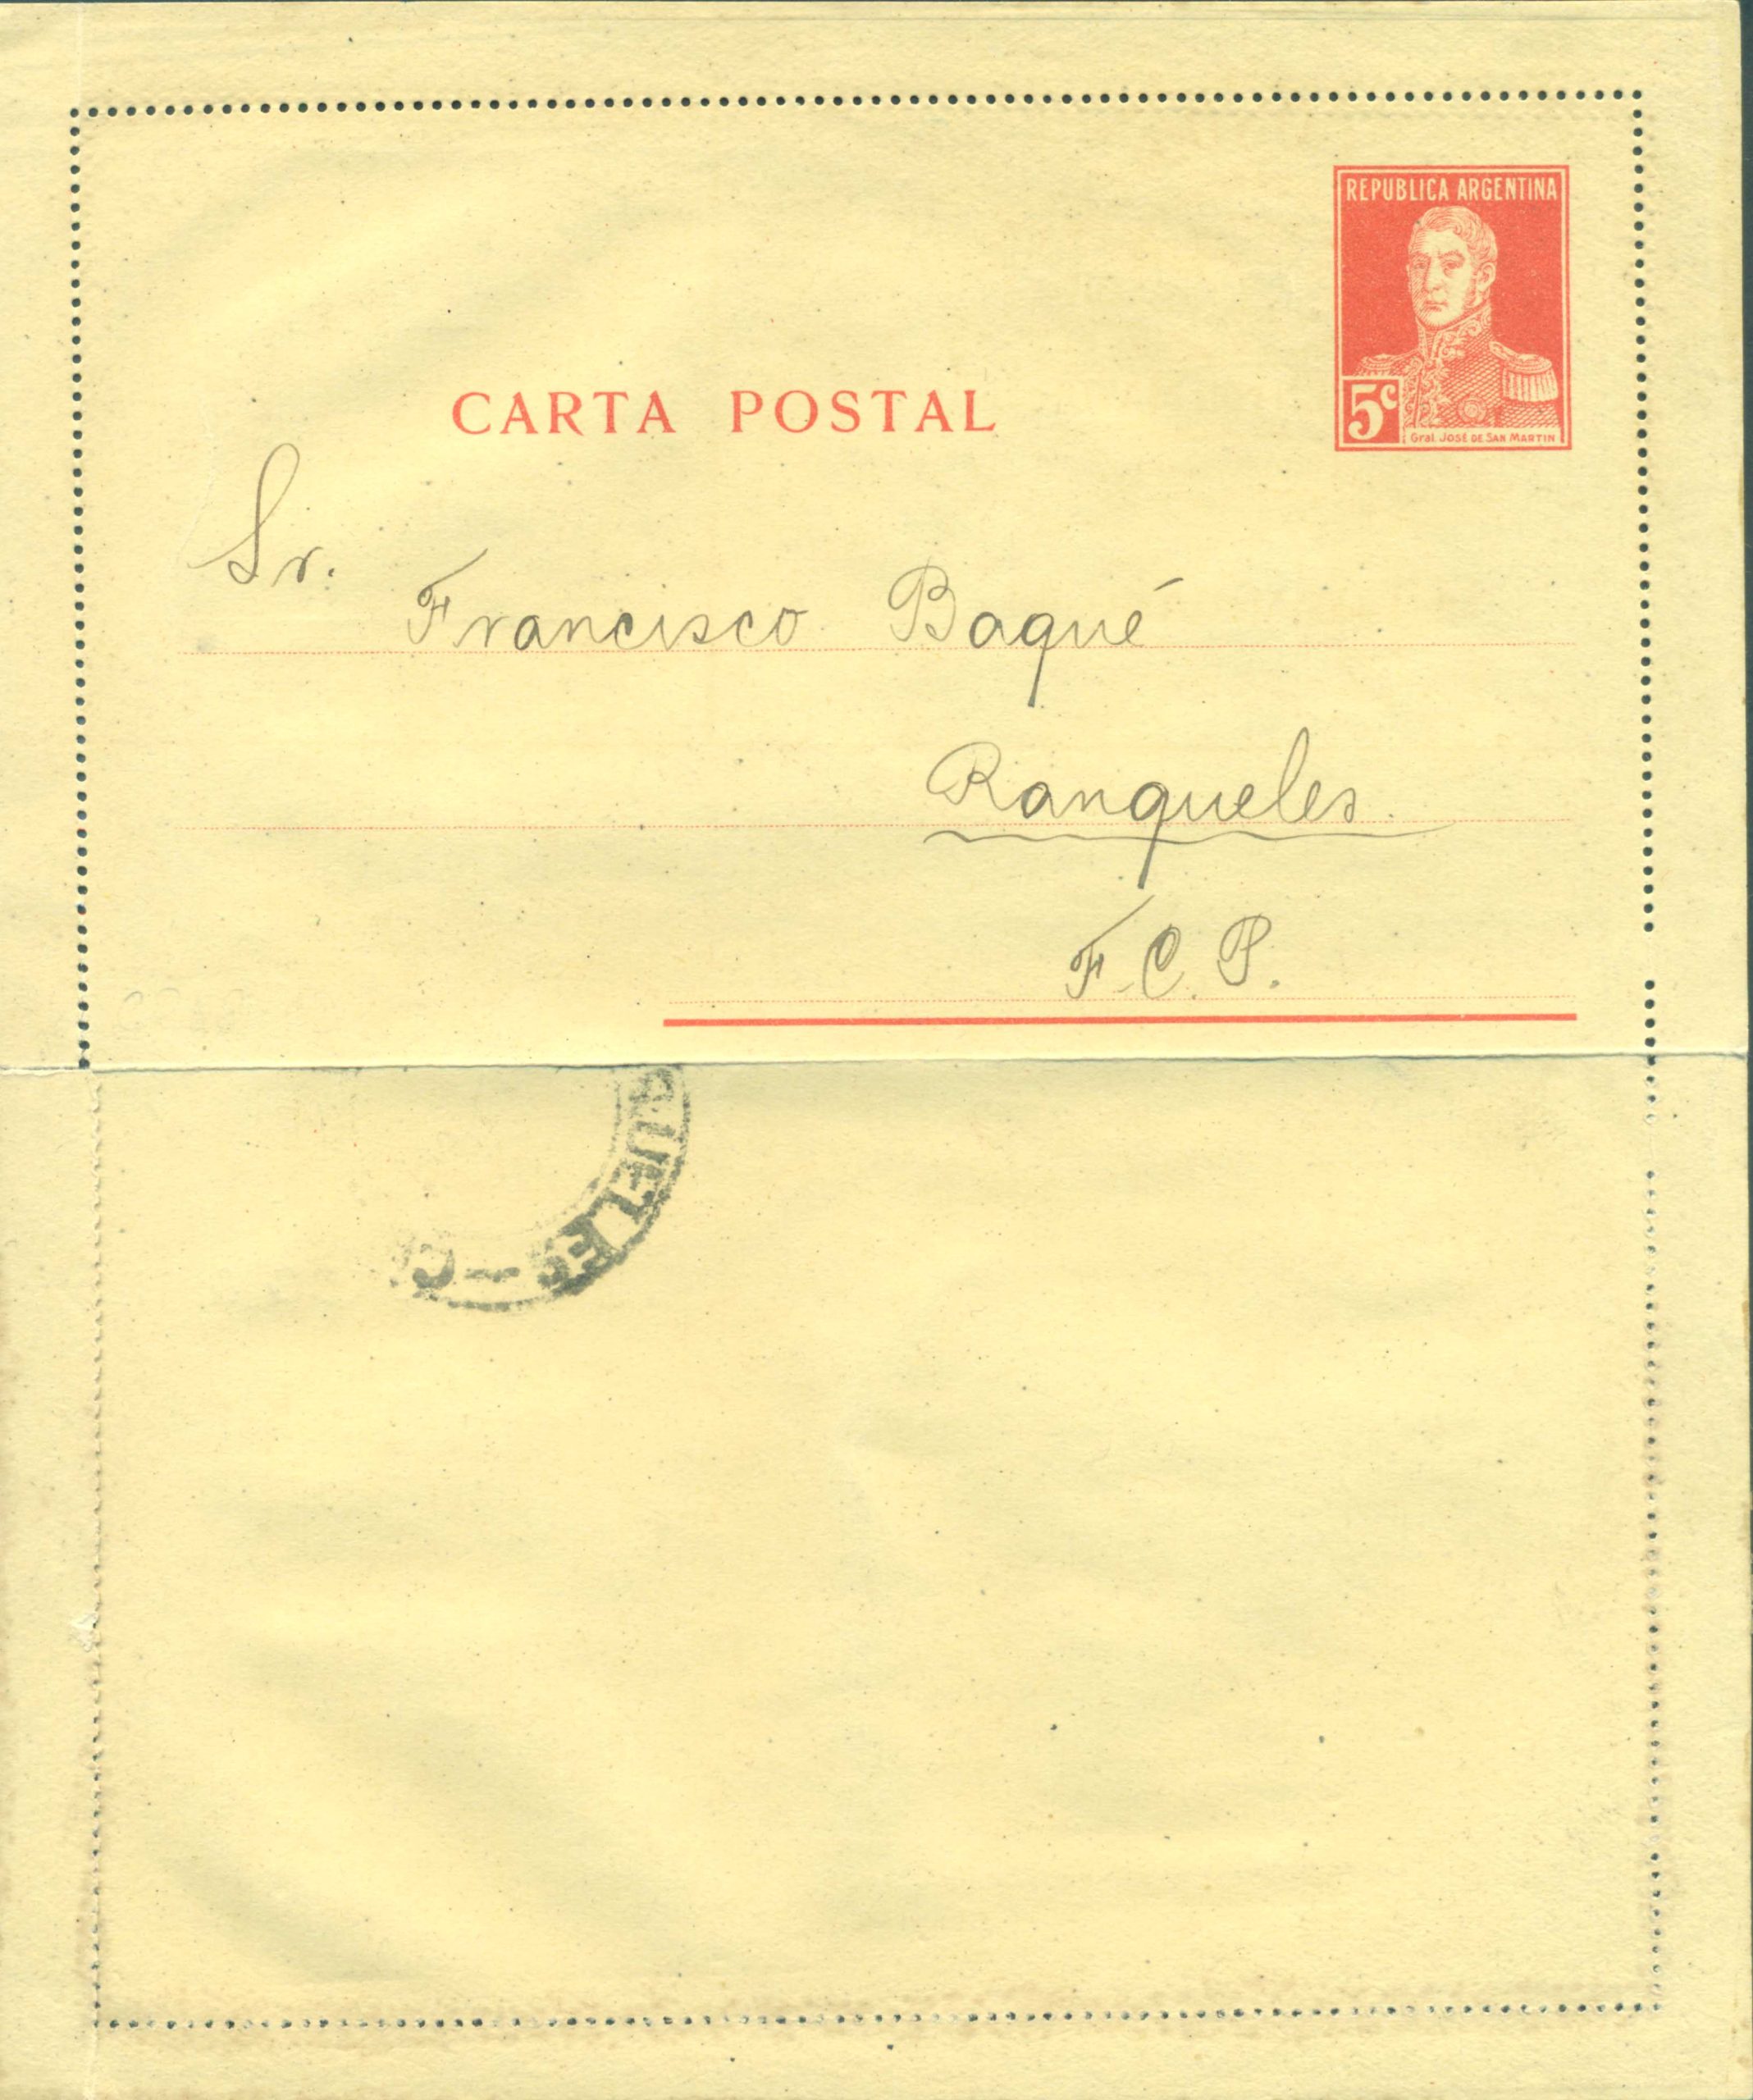 REPUBLICA ARGENTINA
5c
Gral. JOSÉ DE SAN MARTIN
CARTA POSTAL
Sr.
Francisco Baqué
Ranqueles.
F. C. P.